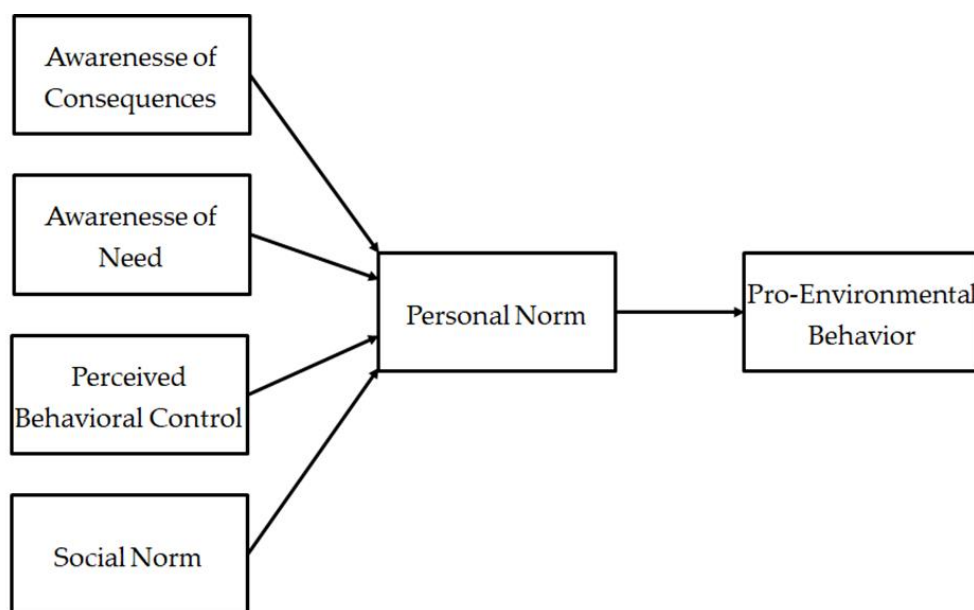 Awarenesse of
Consequences
Awarenesse of
Need
Perceived
Behavioral Control
Social Norm
Personal Norm
Pro-Environmental
Behavior